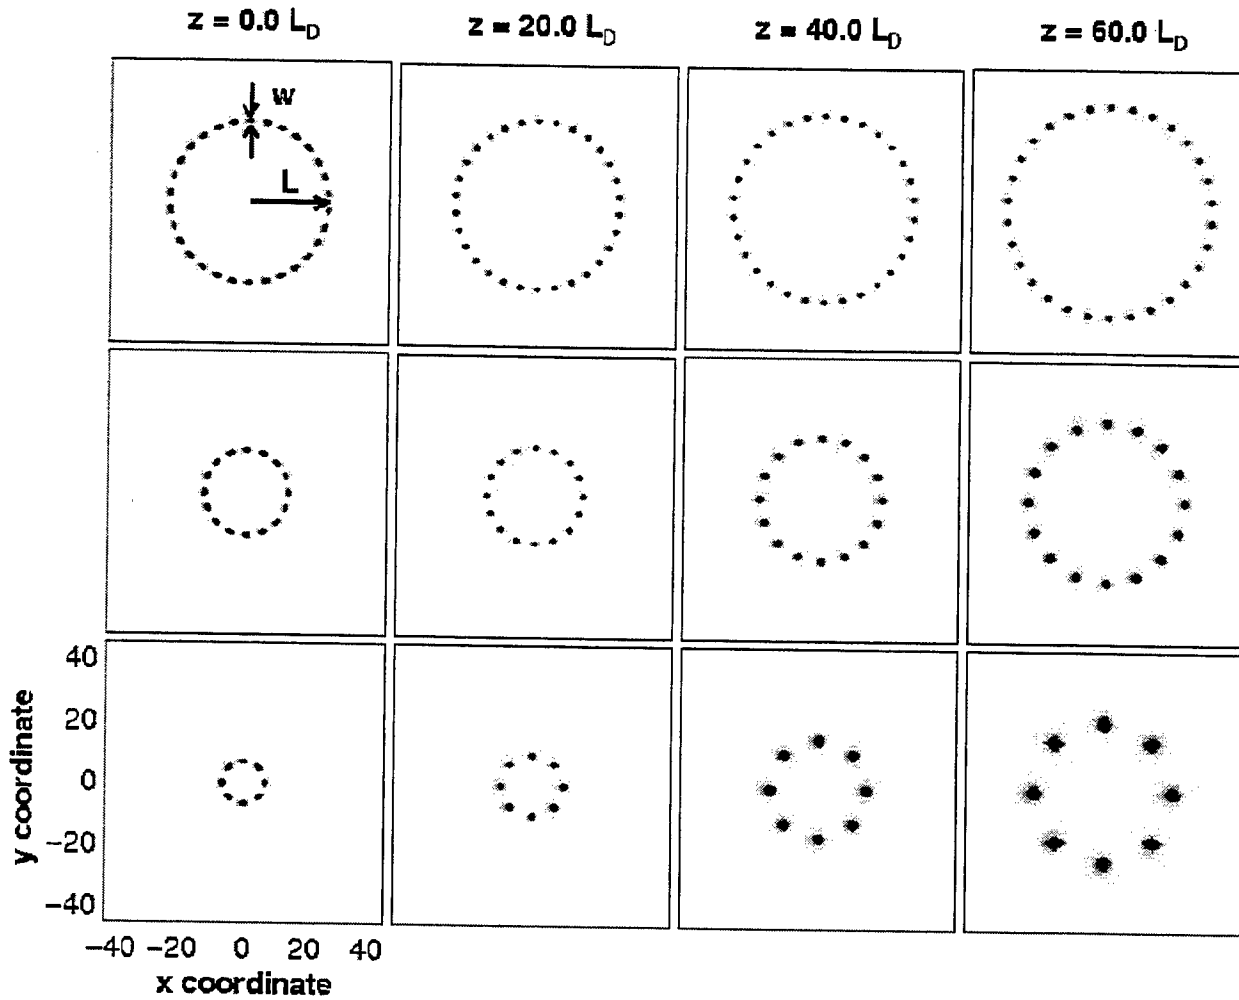 z = 0.0 L_D
z = 20.0 L_D
z = 40.0 L_D
z = 60.0 L_D
w
L
40
20
0
−20
−40
y coordinate
−40 −20 0 20 40
x coordinate